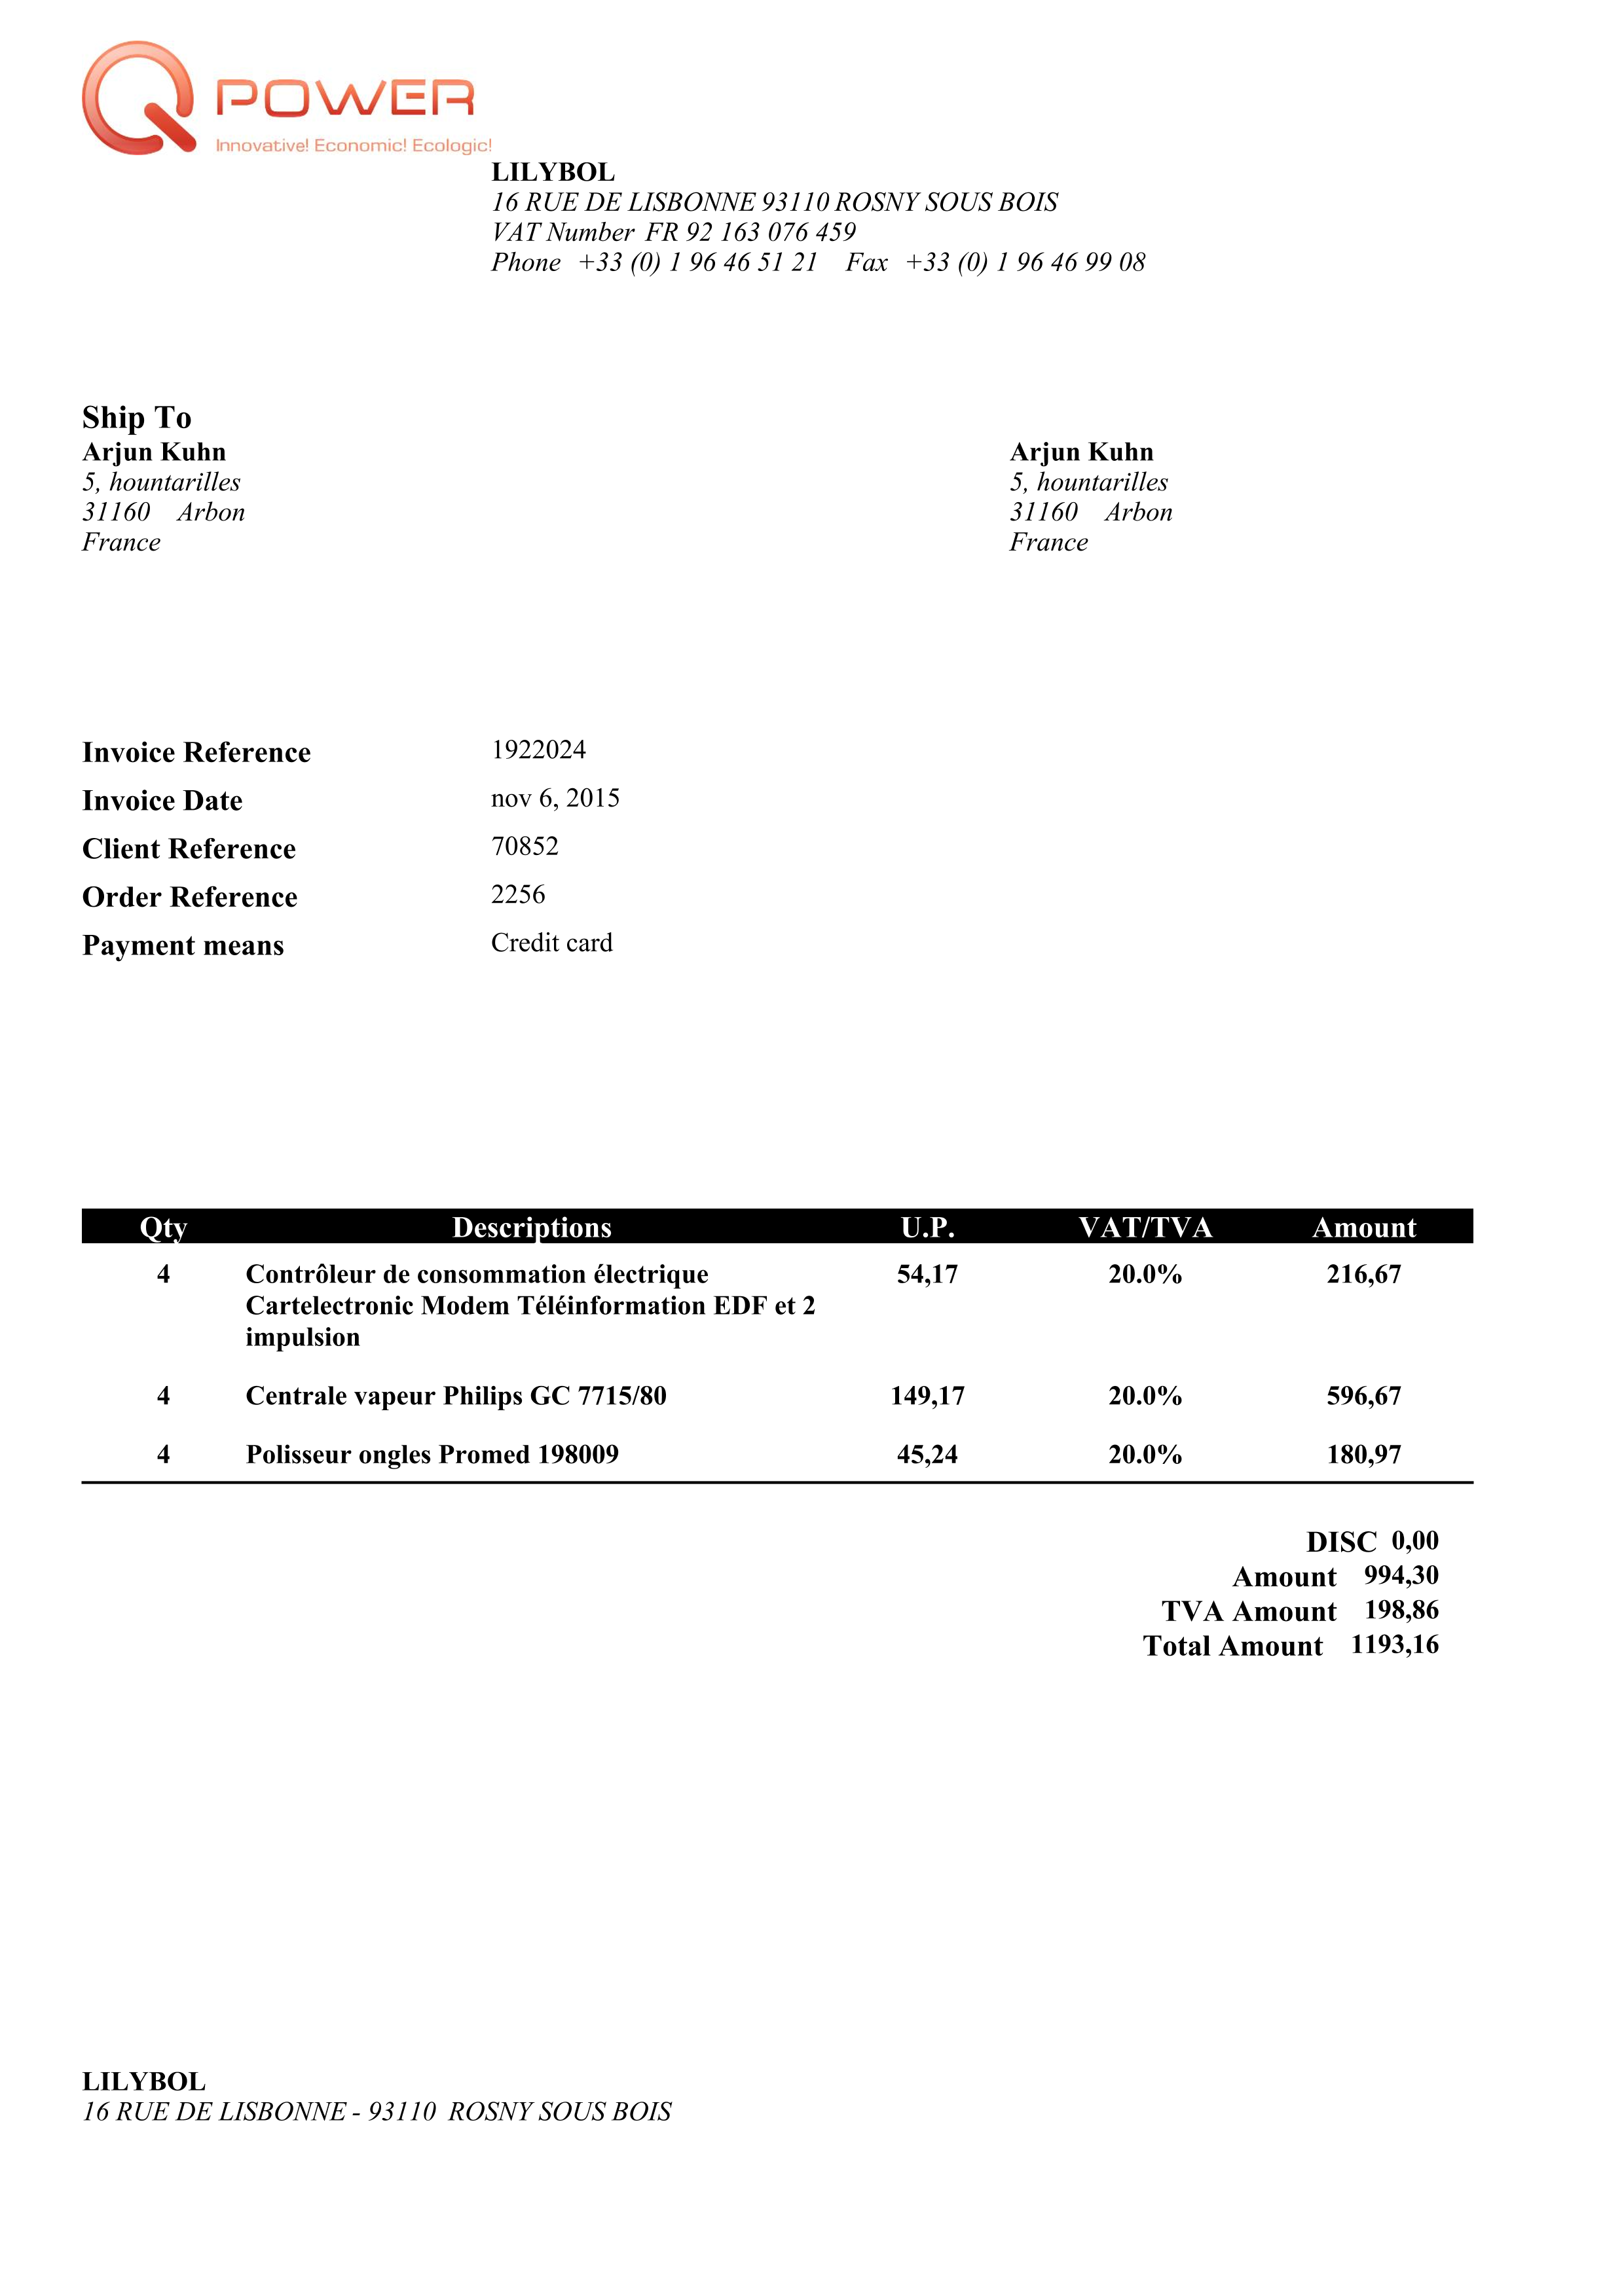 POWER
Innovative! Economic! Ecologic!
LILYBOL
16 RUE DE LISBONNE 93110 ROSNY SOUS BOIS
VAT Number FR 92 163 076 459
Phone +33 (0) 1 96 46 51 21 Fax +33 (0) 1 96 46 99 08
Ship To
Arjun Kuhn
5, hountarilles
31160 Arbon
France
Arjun Kuhn
5, hountarilles
31160 Arbon
France
Invoice Reference 1922024
Invoice Date nov 6, 2015
Client Reference 70852
Order Reference 2256
Payment means Credit card
Qty Descriptions U.P. VAT/TVA Amount
4 Contrôleur de consommation électrique 54,17 20.0% 216,67
Cartelectronic Modem Téléinformation EDF et 2
impulsion
4 Centrale vapeur Philips GC 7715/80 149,17 20.0% 596,67
4 Polisseur ongles Promed 198009 45,24 20.0% 180,97
DISC 0,00
Amount 994,30
TVA Amount 198,86
Total Amount 1193,16
LILYBOL
16 RUE DE LISBONNE - 93110 ROSNY SOUS BOIS